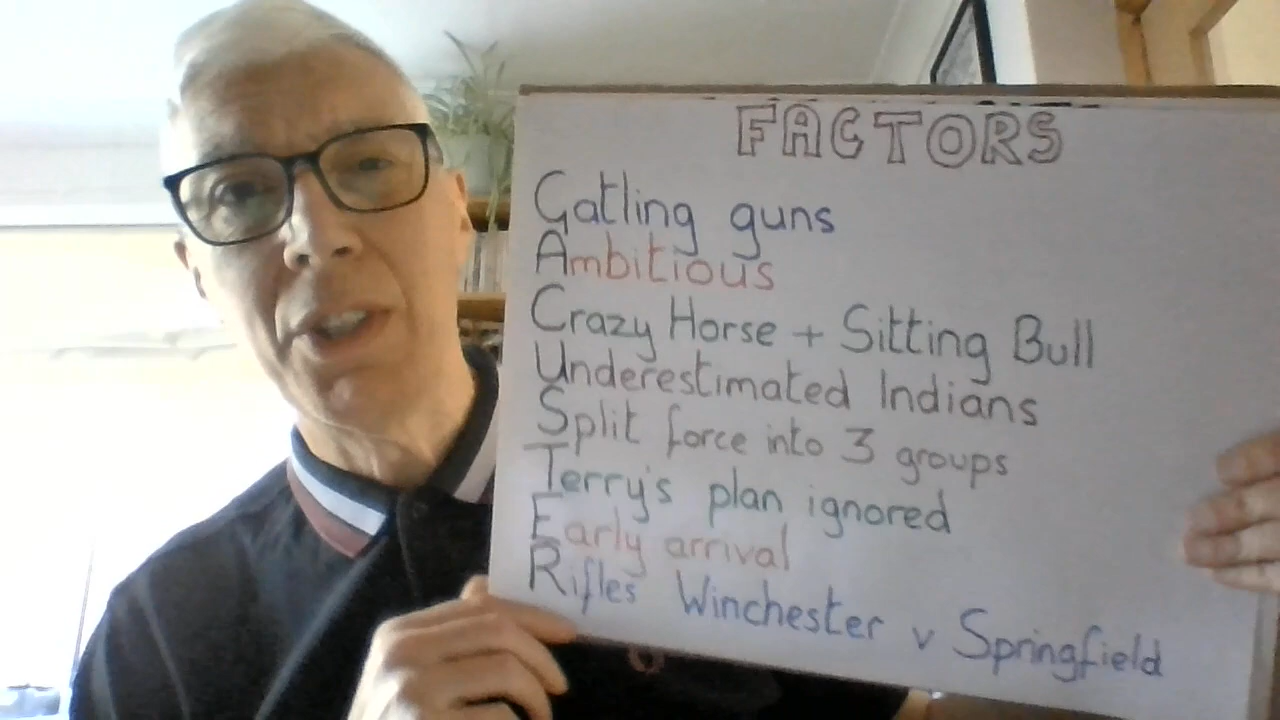 FACTORS
Gatling guns
Ambitious
Crazy Horse + Sitting Bull
Underestimated Indians
Split force into 3 groups
Terry's plan ignored
Early arrival
Rifles Winchester v Springfield